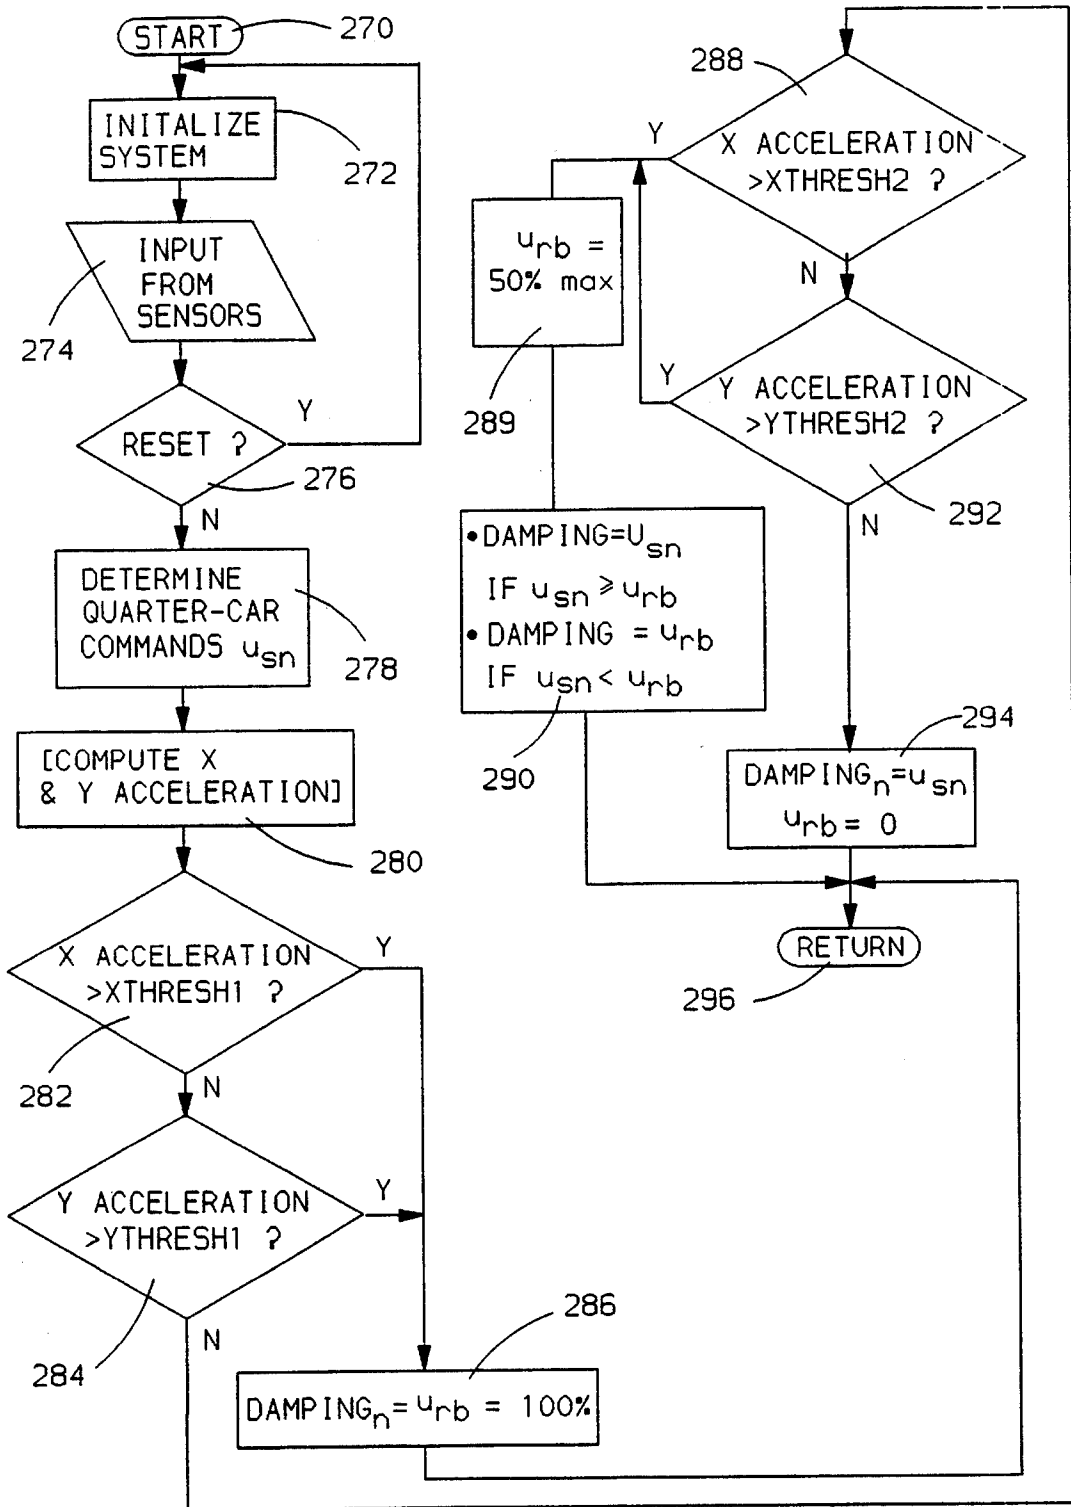 START
270
INITALIZE
SYSTEM
272
INPUT
FROM
SENSORS
274
Y
RESET ?
276
N
DETERMINE
QUARTER-CAR
COMMANDS usn
278
[COMPUTE X
& Y ACCELERATION]
280
X ACCELERATION
>XTHRESH1 ?
Y
282
N
Y ACCELERATION
>YTHRESH1 ?
Y
284
N
286
DAMPINGn=urb = 100%
288
X ACCELERATION
>XTHRESH2 ?
Y
N
urb =
50% max
289
Y ACCELERATION
>YTHRESH2 ?
Y
292
N
•DAMPING=Usn
IF usn ≥ urb
• DAMPING = urb
IF usn < urb
290
294
DAMPINGn=usn
urb = 0
RETURN
296